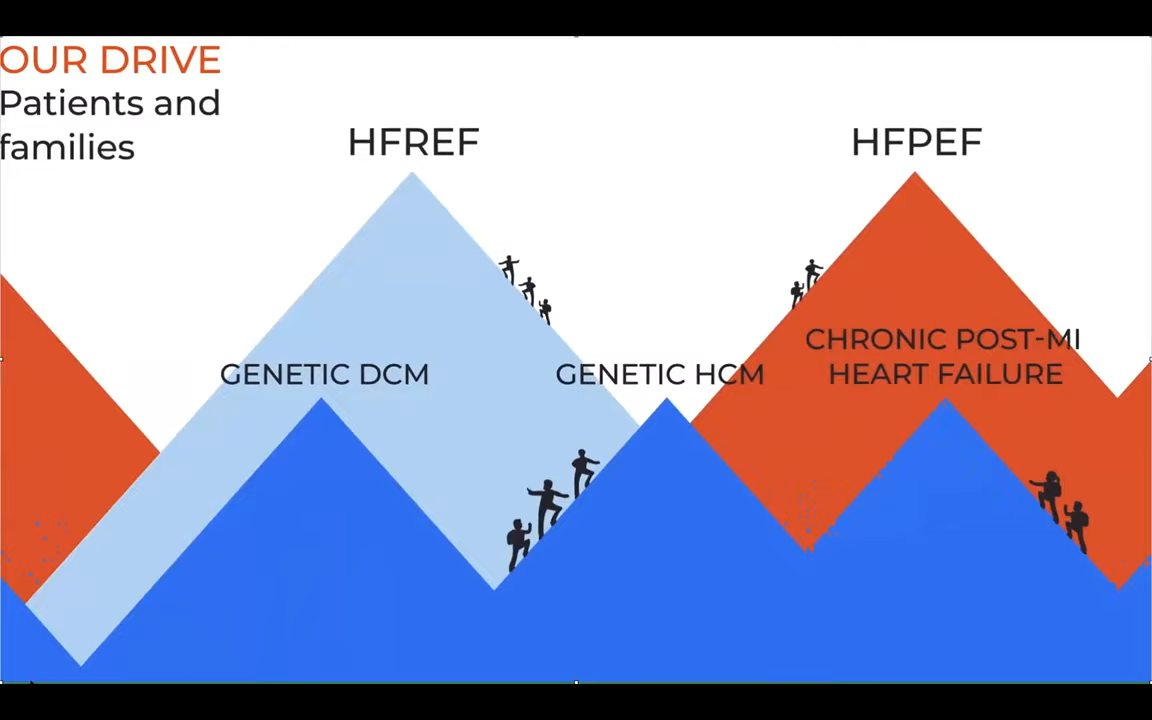 OUR DRIVE
Patients and
families
HFREF
HFPEF
GENETIC DCM
GENETIC HCM
CHRONIC POST-MI
HEART FAILURE